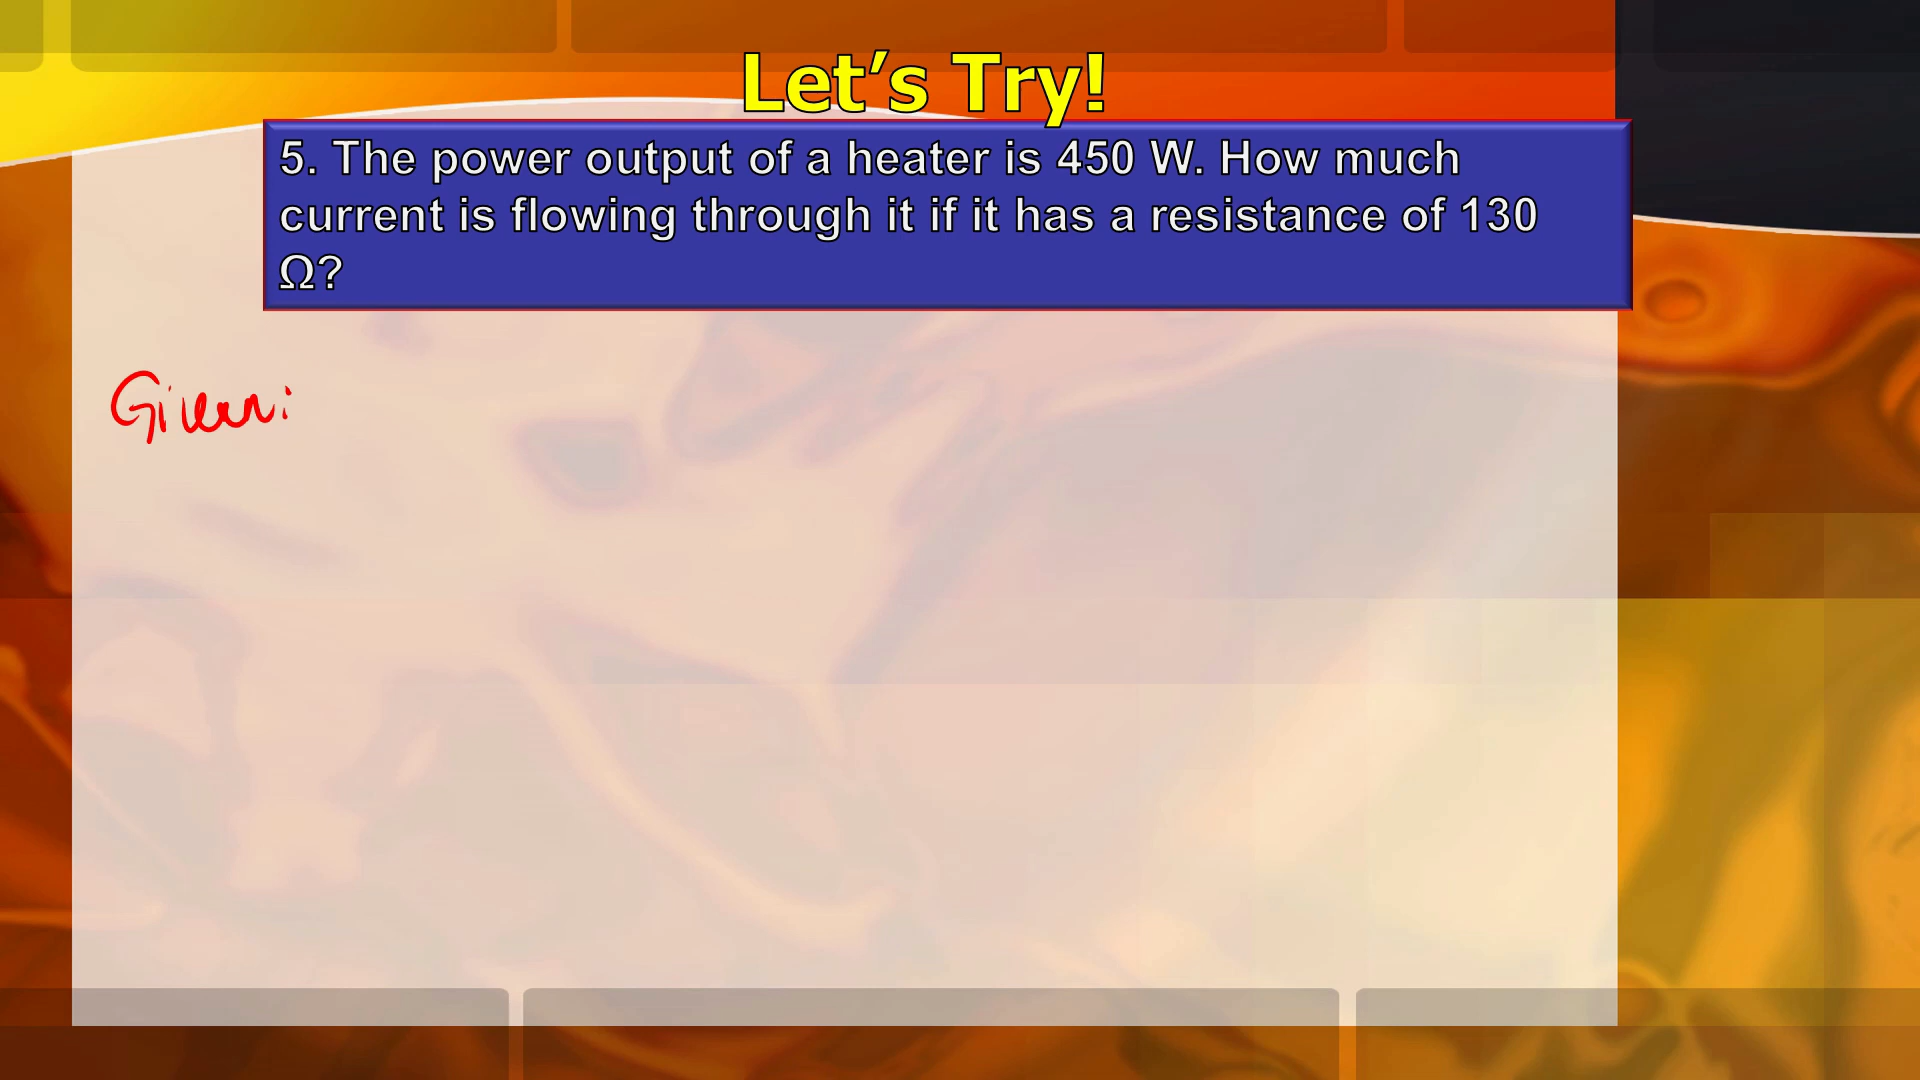 Let’s Try!
5. The power output of a heater is 450 W. How much
current is flowing through it if it has a resistance of 130
Ω?
Given: